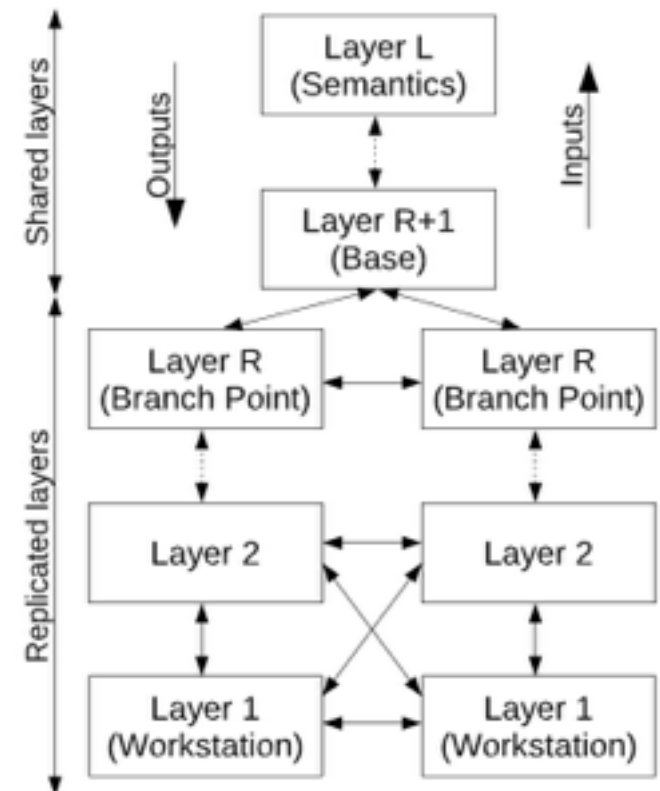 Layer L
(Semantics)
Shared layers
Outputs
Inputs
Layer R+1
(Base)
Layer R
(Branch Point)
Layer R
(Branch Point)
Replicated layers
Layer 2
Layer 2
Layer 1
(Workstation)
Layer 1
(Workstation)